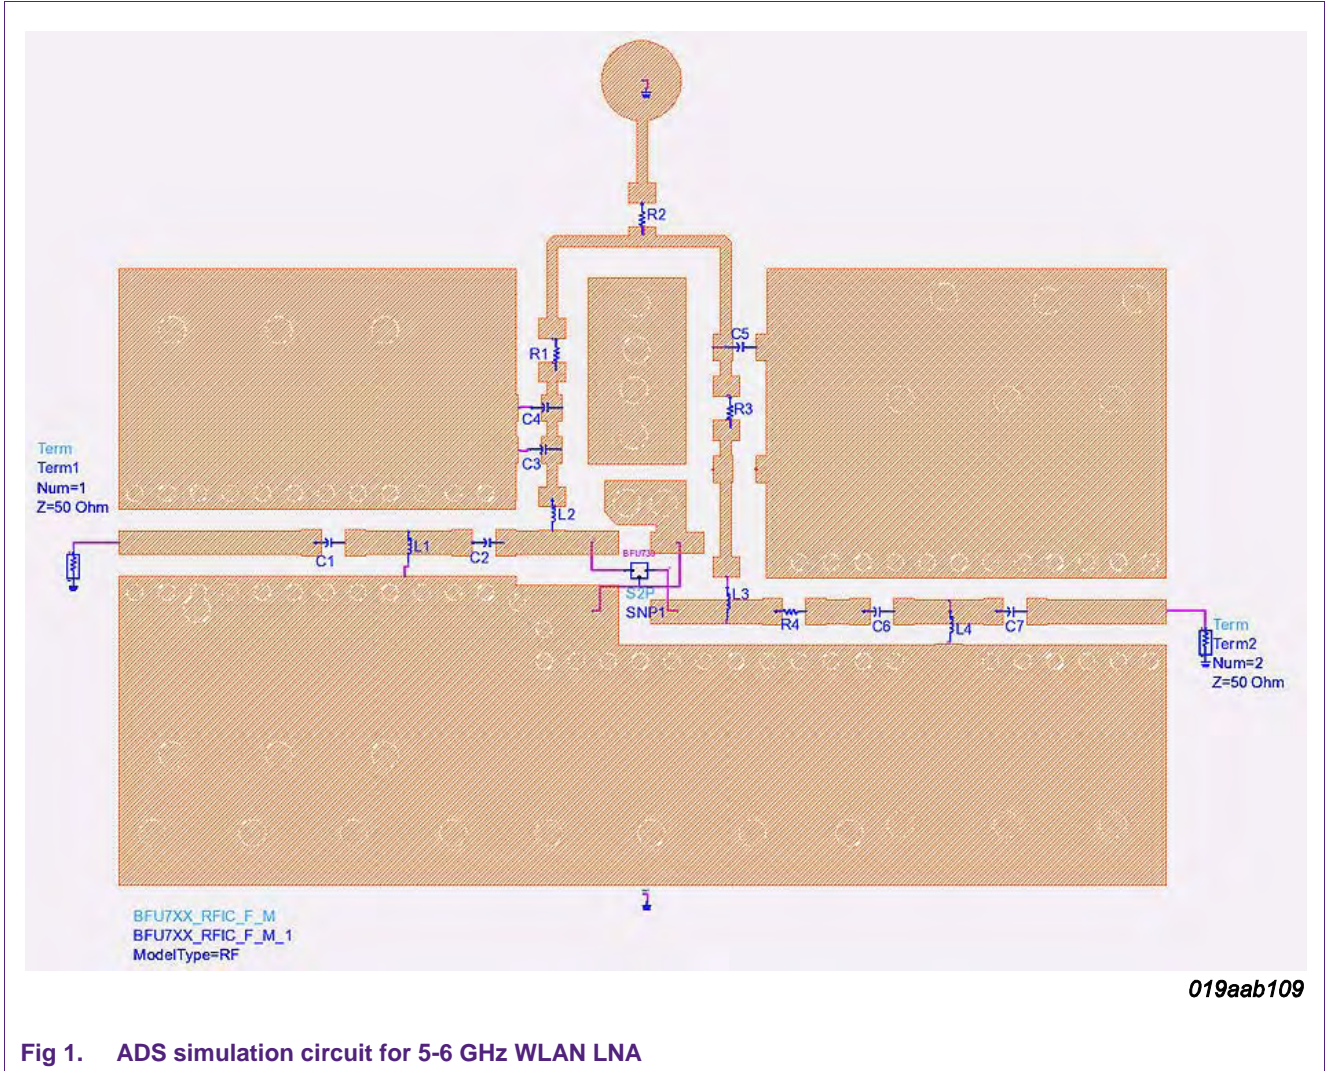 R2
C5
R1
R3
C4
C3
Term
Term1
Num=1
Z=50 Ohm
L2
C1
L1
C2
BFU730
S2P
SNP1
L3
R4
C6
L4
C7
Term
Term2
Num=2
Z=50 Ohm
BFU7XX_RFIC_F_M
BFU7XX_RFIC_F_M_1
ModelType=RF
019aab109
Fig 1. ADS simulation circuit for 5-6 GHz WLAN LNA